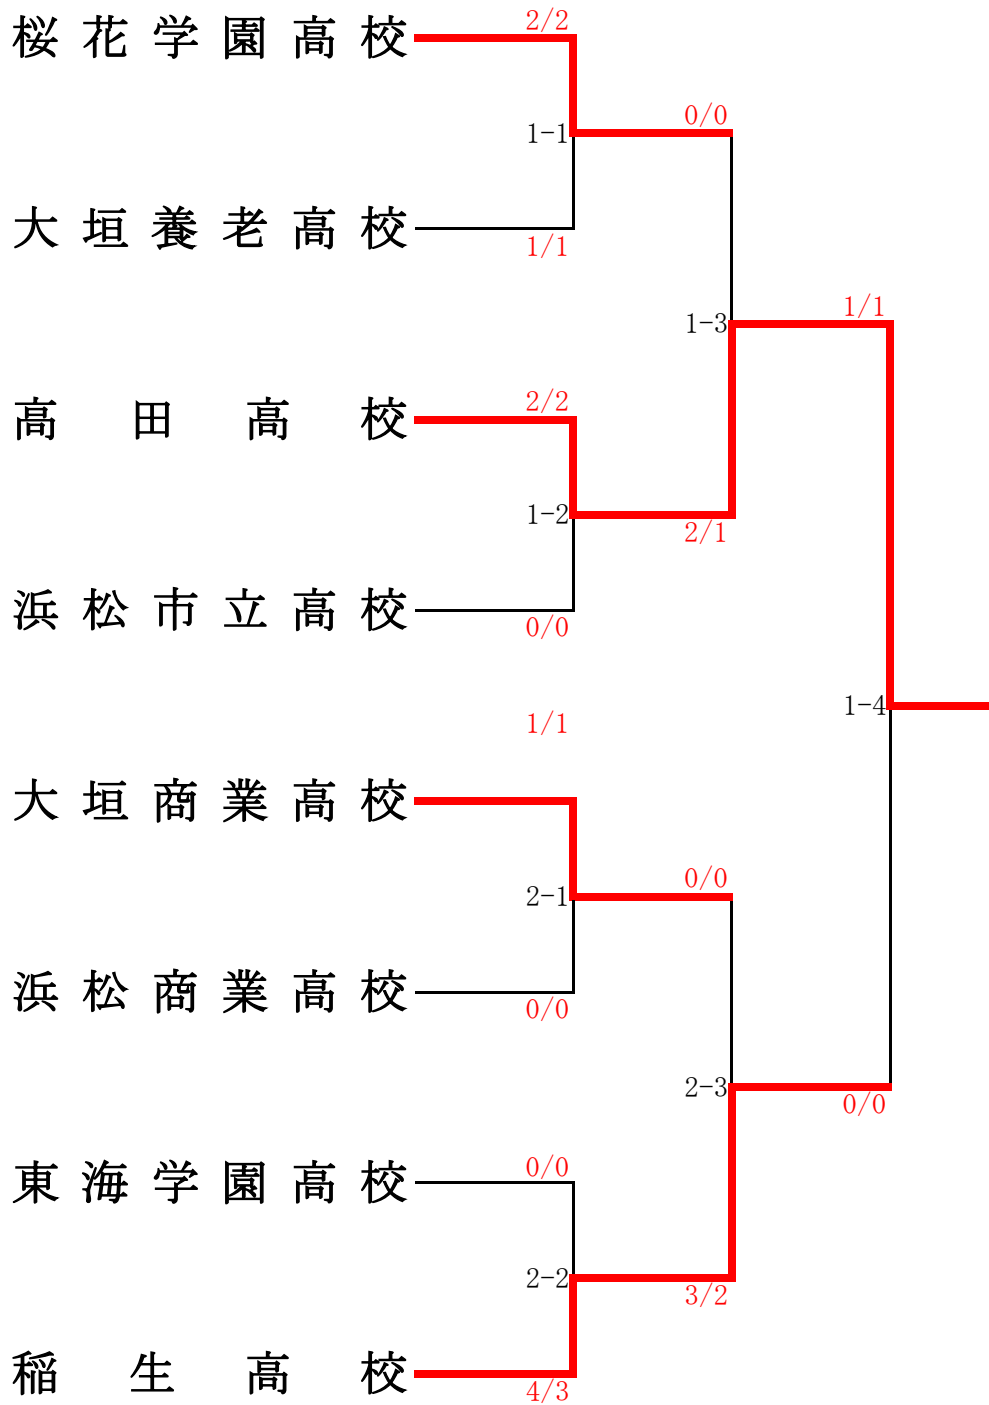 桜花学園高校
2/2
1-1
0/0
大垣養老高校
1/1
1-3
1/1
高田高校
2/2
1-2
2/1
浜松市立高校
0/0
1-4
1/1
大垣商業高校
2-1
0/0
浜松商業高校
0/0
2-3
0/0
東海学園高校
0/0
2-2
3/2
稲生高校
4/3